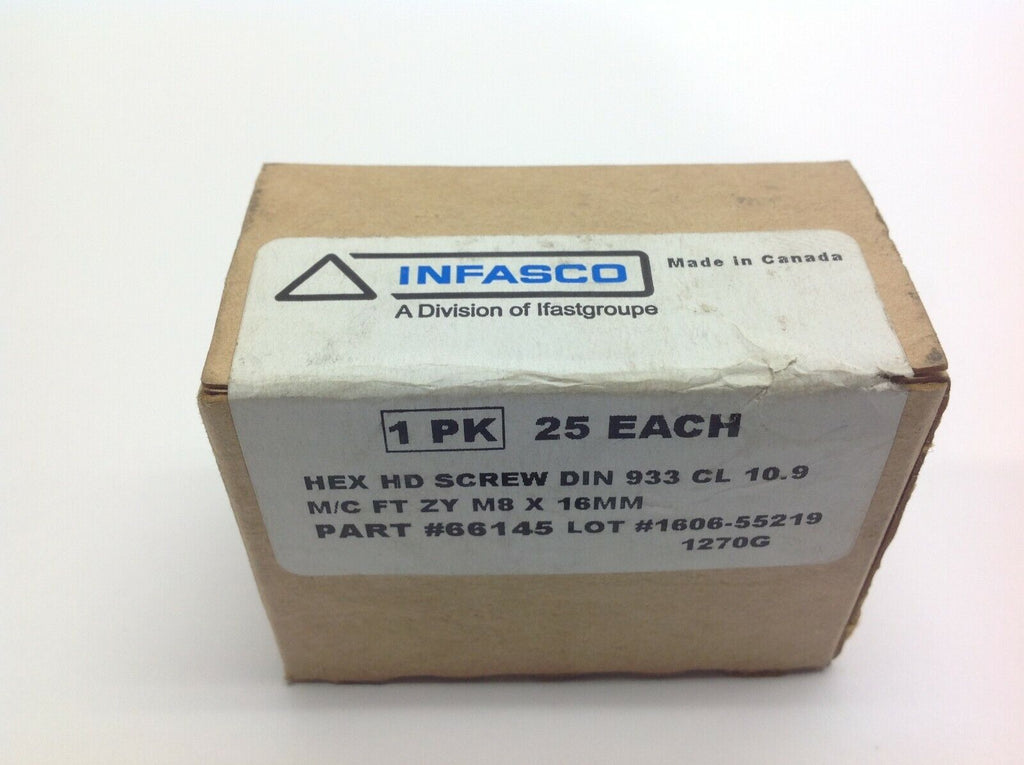 INFASCO
Made in Canada
A Division of Ifastgroupe
1 PK 25 EACH
HEX HD SCREW DIN 933 CL 10.9
M/C FT ZY M8 X 16MM
PART #66145 LOT #1606-55219
1270G